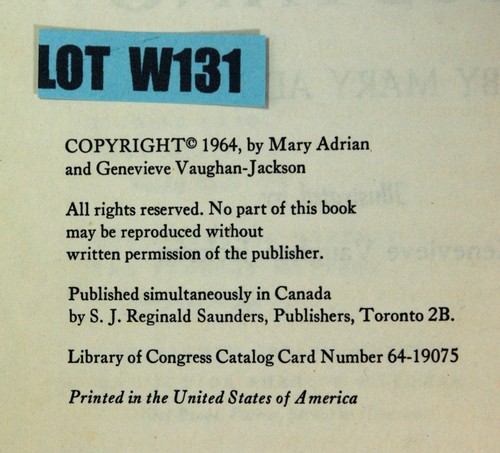 LOT W131
COPYRIGHT© 1964, by Mary Adrian
and Genevieve Vaughan-Jackson
All rights reserved. No part of this book
may be reproduced without
written permission of the publisher.
Published simultaneously in Canada
by S. J. Reginald Saunders, Publishers, Toronto 2B.
Library of Congress Catalog Card Number 64-19075
Printed in the United States of America